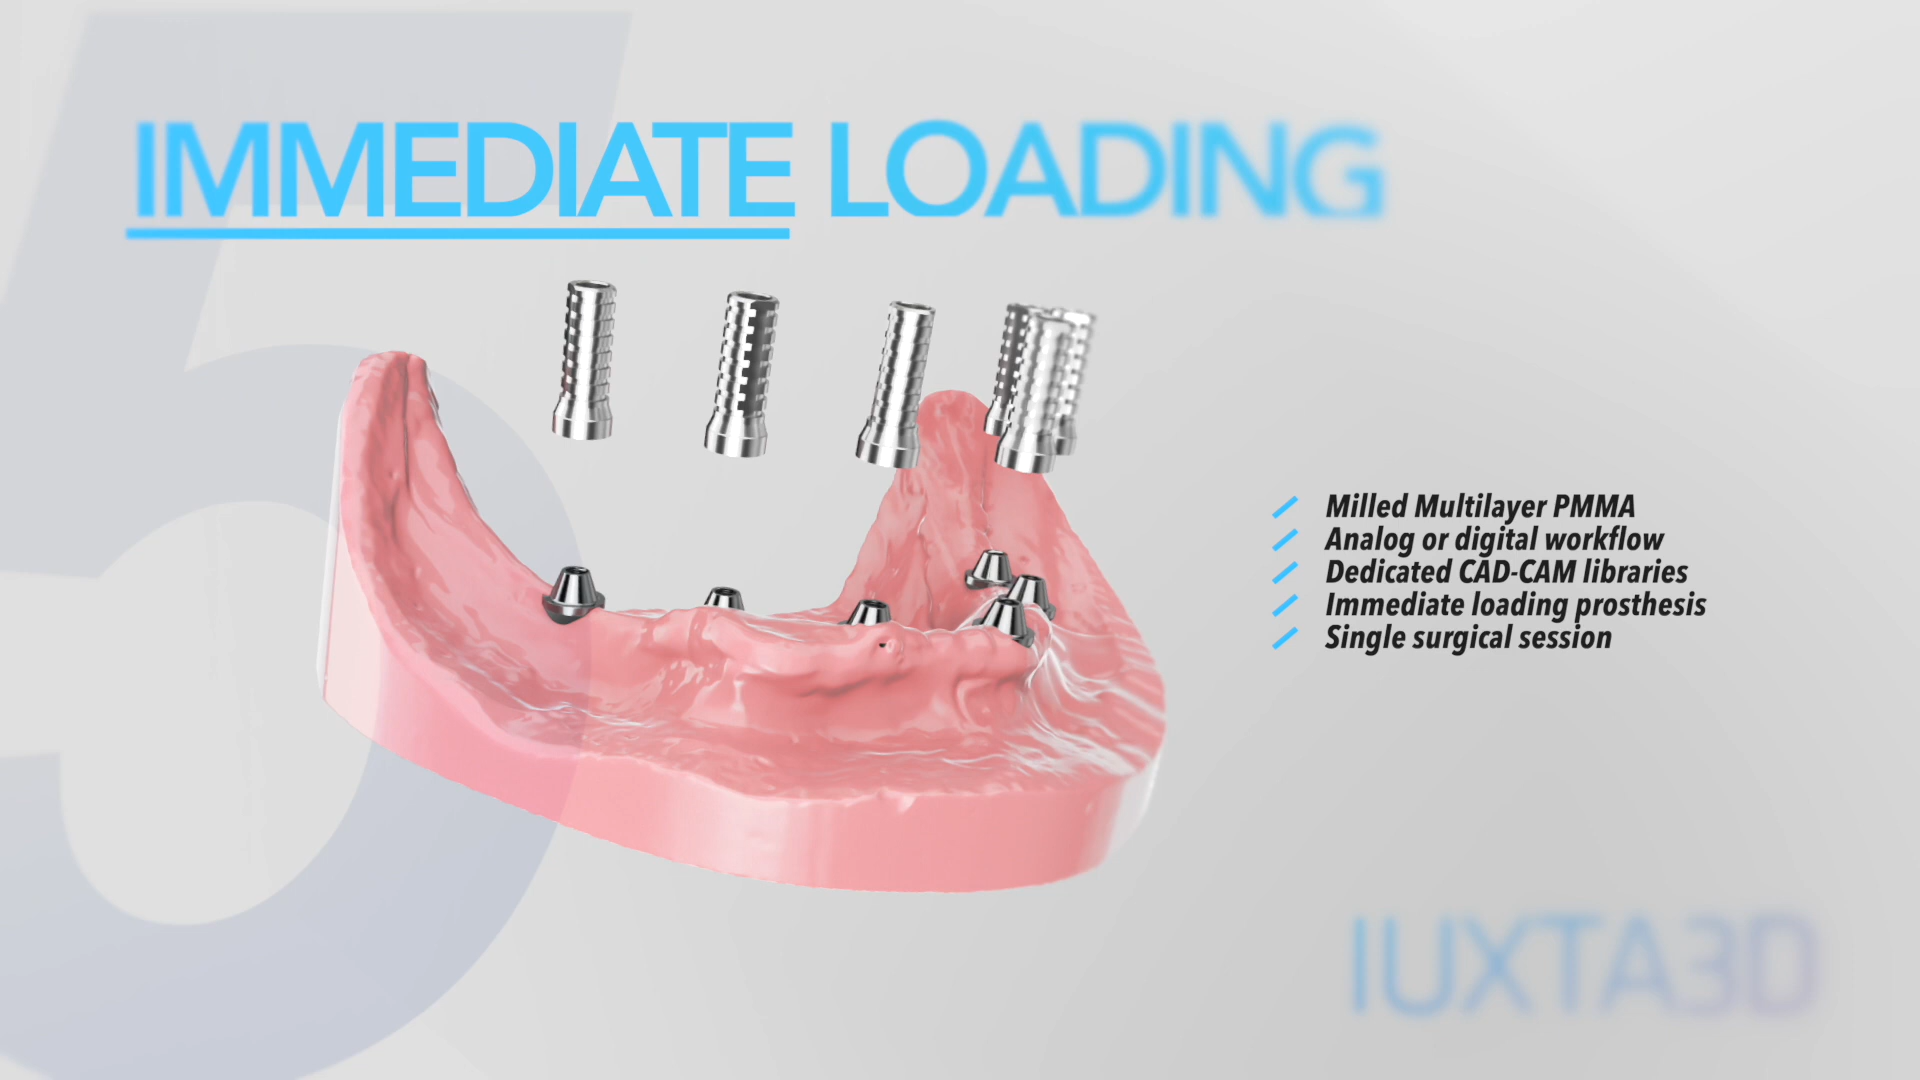 5
IMMEDIATE LOADING
Milled Multilayer PMMA
Analog or digital workflow
Dedicated CAD-CAM libraries
Immediate loading prosthesis
Single surgical session
IUXTA3D